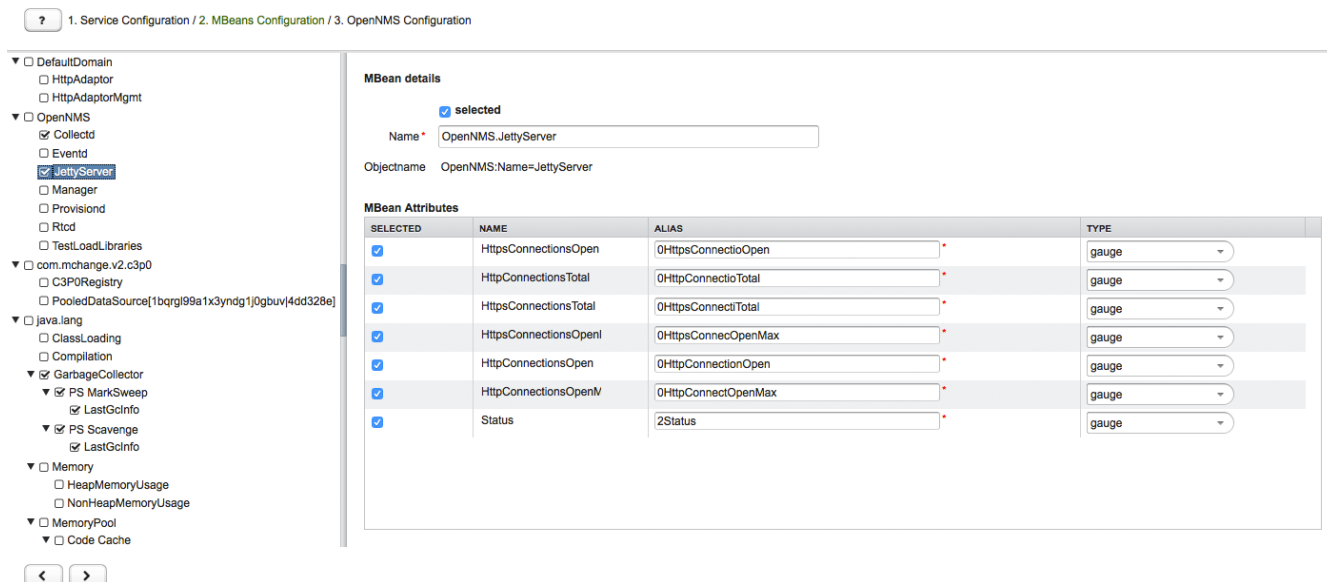 ? 1. Service Configuration / 2. MBeans Configuration / 3. OpenNMS Configuration
DefaultDomain
HttpAdaptor
HttpAdaptorMgmt
OpenNMS
Collectd
Eventd
JettyServer
Manager
Provisiond
Rtcd
TestLoadLibraries
com.mchange.v2.c3p0
C3P0Registry
PooledDataSource[1bqrgl99a1x3yndg1j0gbuv|4dd328e]
java.lang
ClassLoading
Compilation
GarbageCollector
PS MarkSweep
LastGcInfo
PS Scavenge
LastGcInfo
Memory
HeapMemoryUsage
NonHeapMemoryUsage
MemoryPool
Code Cache
MBean details
selected
Name * OpenNMS.JettyServer
Objectname OpenNMS:Name=JettyServer
MBean Attributes
SELECTED NAME ALIAS TYPE
HttpsConnectionsOpen 0HttpsConnectioOpen * gauge
HttpConnectionsTotal 0HttpConnectioTotal * gauge
HttpsConnectionsTotal 0HttpsConnectiTotal * gauge
HttpsConnectionsOpenI 0HttpsConnecOpenMax * gauge
HttpConnectionsOpen 0HttpConnectionOpen * gauge
HttpConnectionsOpenM 0HttpConnectOpenMax * gauge
Status 2Status * gauge